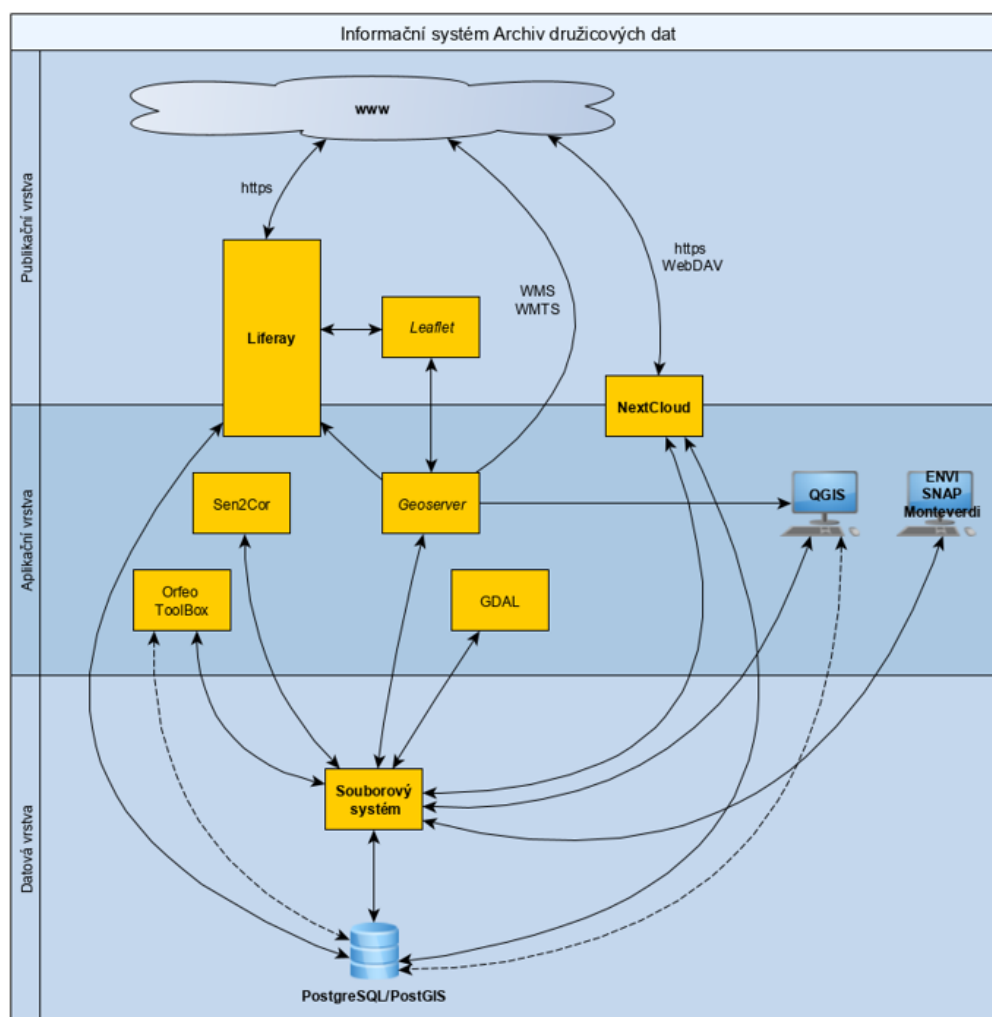 Informační systém Archiv družicových dat
Publikační vrstva
www
https
https
WebDAV
WMS
WMTS
Leaflet
Liferay
NextCloud
Aplikační vrstva
Sen2Cor
Geoserver
QGIS
ENVI
SNAP
Monteverdi
Orfeo
ToolBox
GDAL
Datová vrstva
Souborový
systém
PostgreSQL/PostGIS